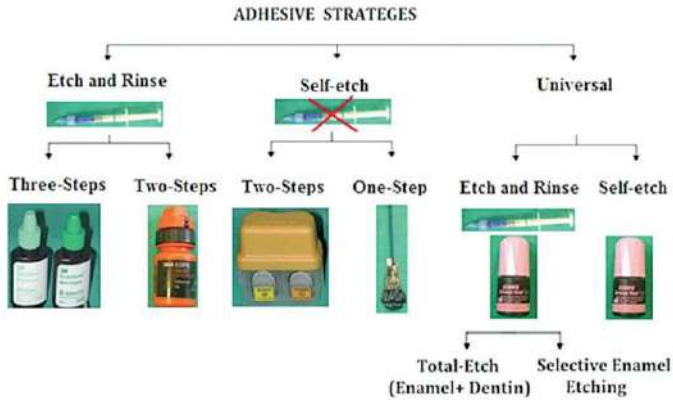 ADHESIVE STRATEGES
Etch and Rinse
Self-etch
Universal
Three-Steps
Two-Steps
Two-Steps
One-Step
Etch and Rinse
Self-etch
Total-Etch
(Enamel+ Dentin)
Selective Enamel
Etching